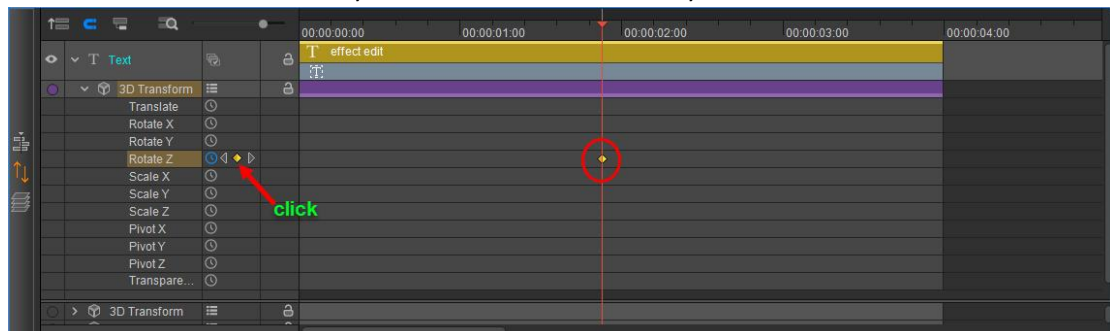 00:00:00:00 00:00:01:00 00:00:02:00 00:00:03:00 00:00:04:00
T Text T effect edit
T
3D Transform
Translate
Rotate X
Rotate Y
Rotate Z
Scale X
Scale Y
Scale Z
click
Pivot X
Pivot Y
Pivot Z
Transpare...
3D Transform